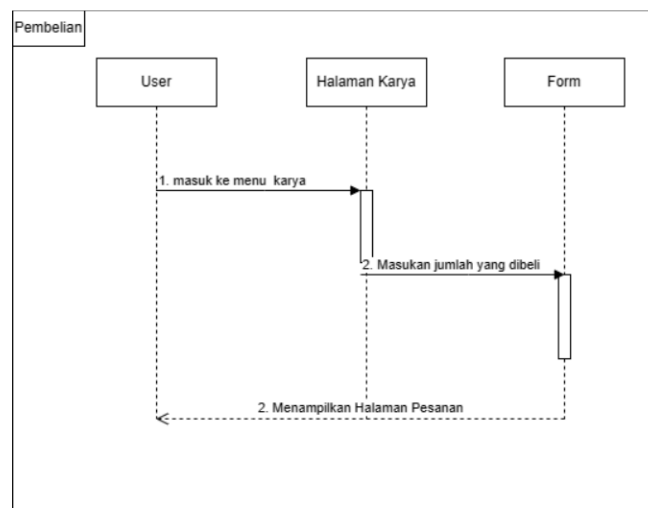 Pembelian
User
Halaman Karya
Form
1. masuk ke menu karya
2. Masukan jumlah yang dibeli
2. Menampilkan Halaman Pesanan